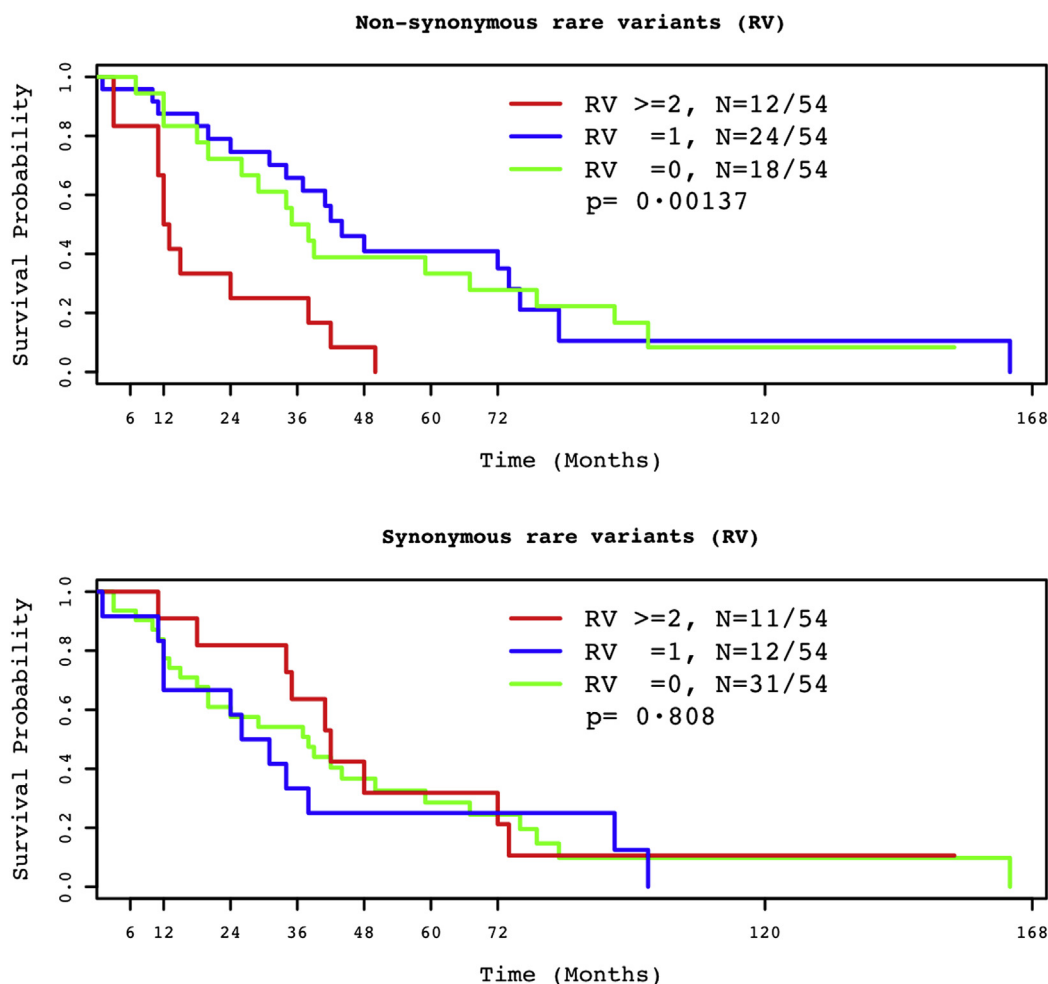 Non-synonymous rare variants (RV)
Survival Probability
1.0
0.8
0.6
0.4
0.2
0.0
RV >=2, N=12/54
RV =1, N=24/54
RV =0, N=18/54
p= 0·00137
6 12 24 36 48 60 72 120 168
Time (Months)
Synonymous rare variants (RV)
Survival Probability
1.0
0.8
0.6
0.4
0.2
0.0
RV >=2, N=11/54
RV =1, N=12/54
RV =0, N=31/54
p= 0·808
6 12 24 36 48 60 72 120 168
Time (Months)